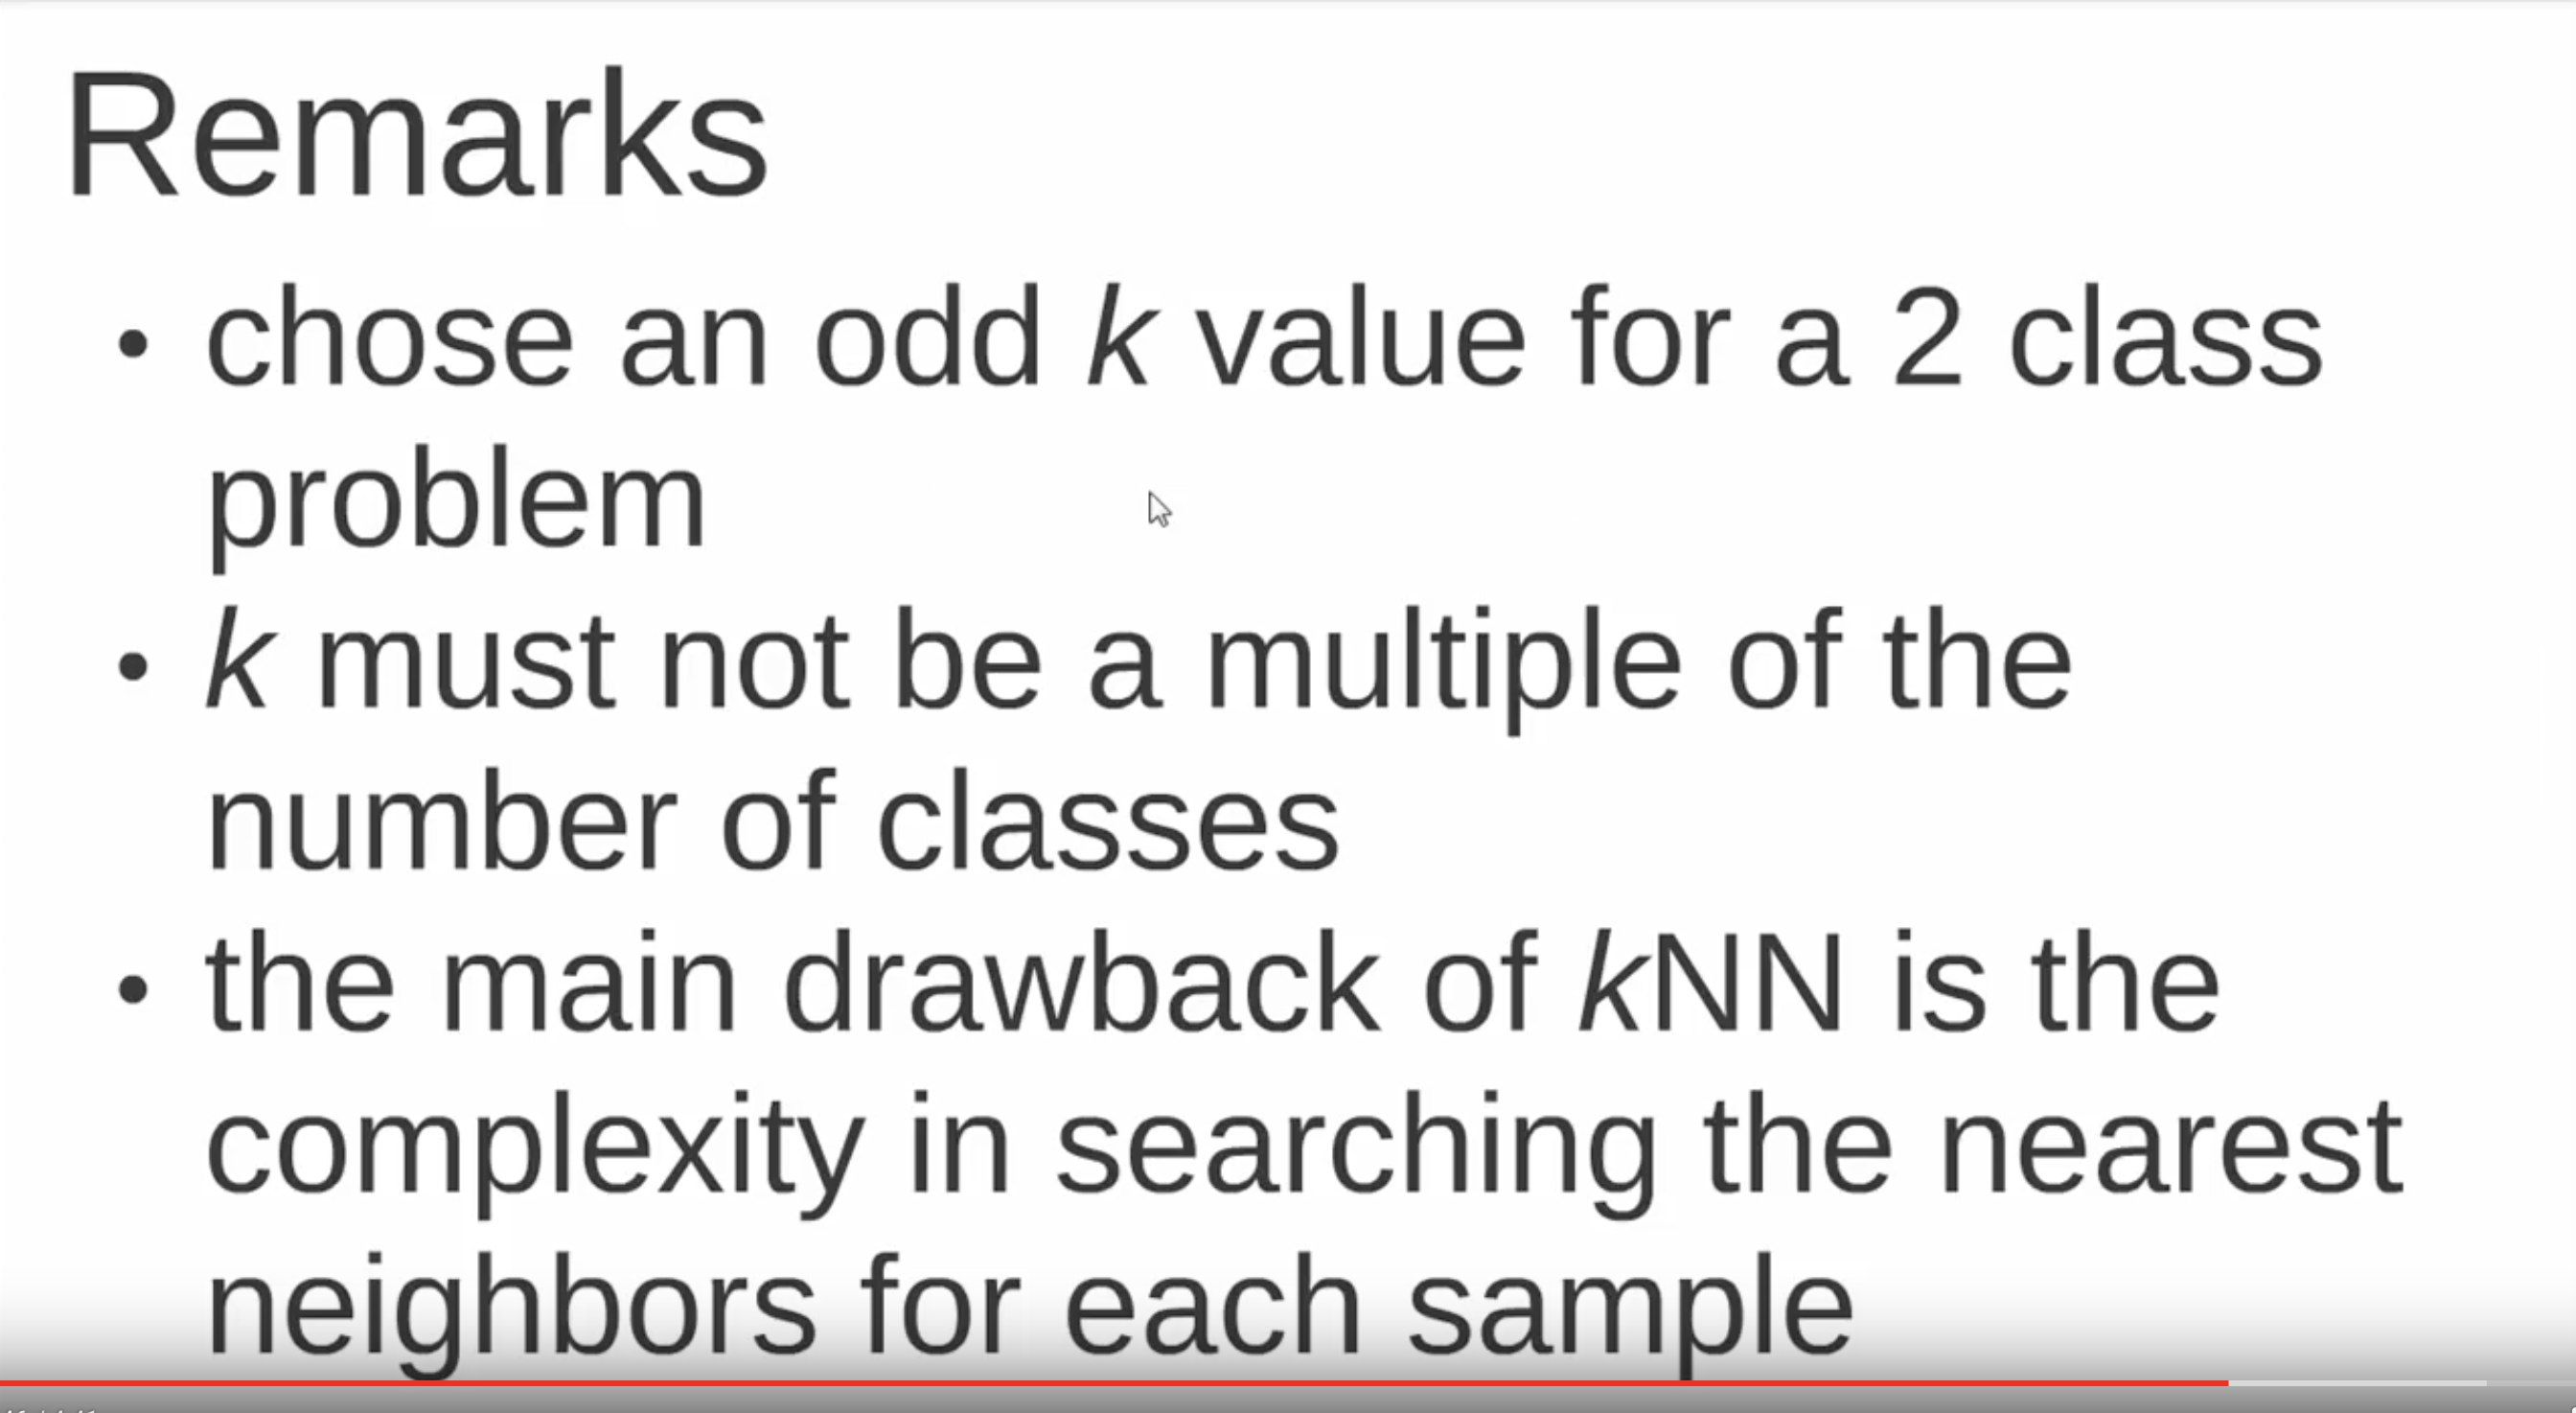 Remarks
• chose an odd k value for a 2 class
problem
• k must not be a multiple of the
number of classes
• the main drawback of kNN is the
complexity in searching the nearest
neighbors for each sample